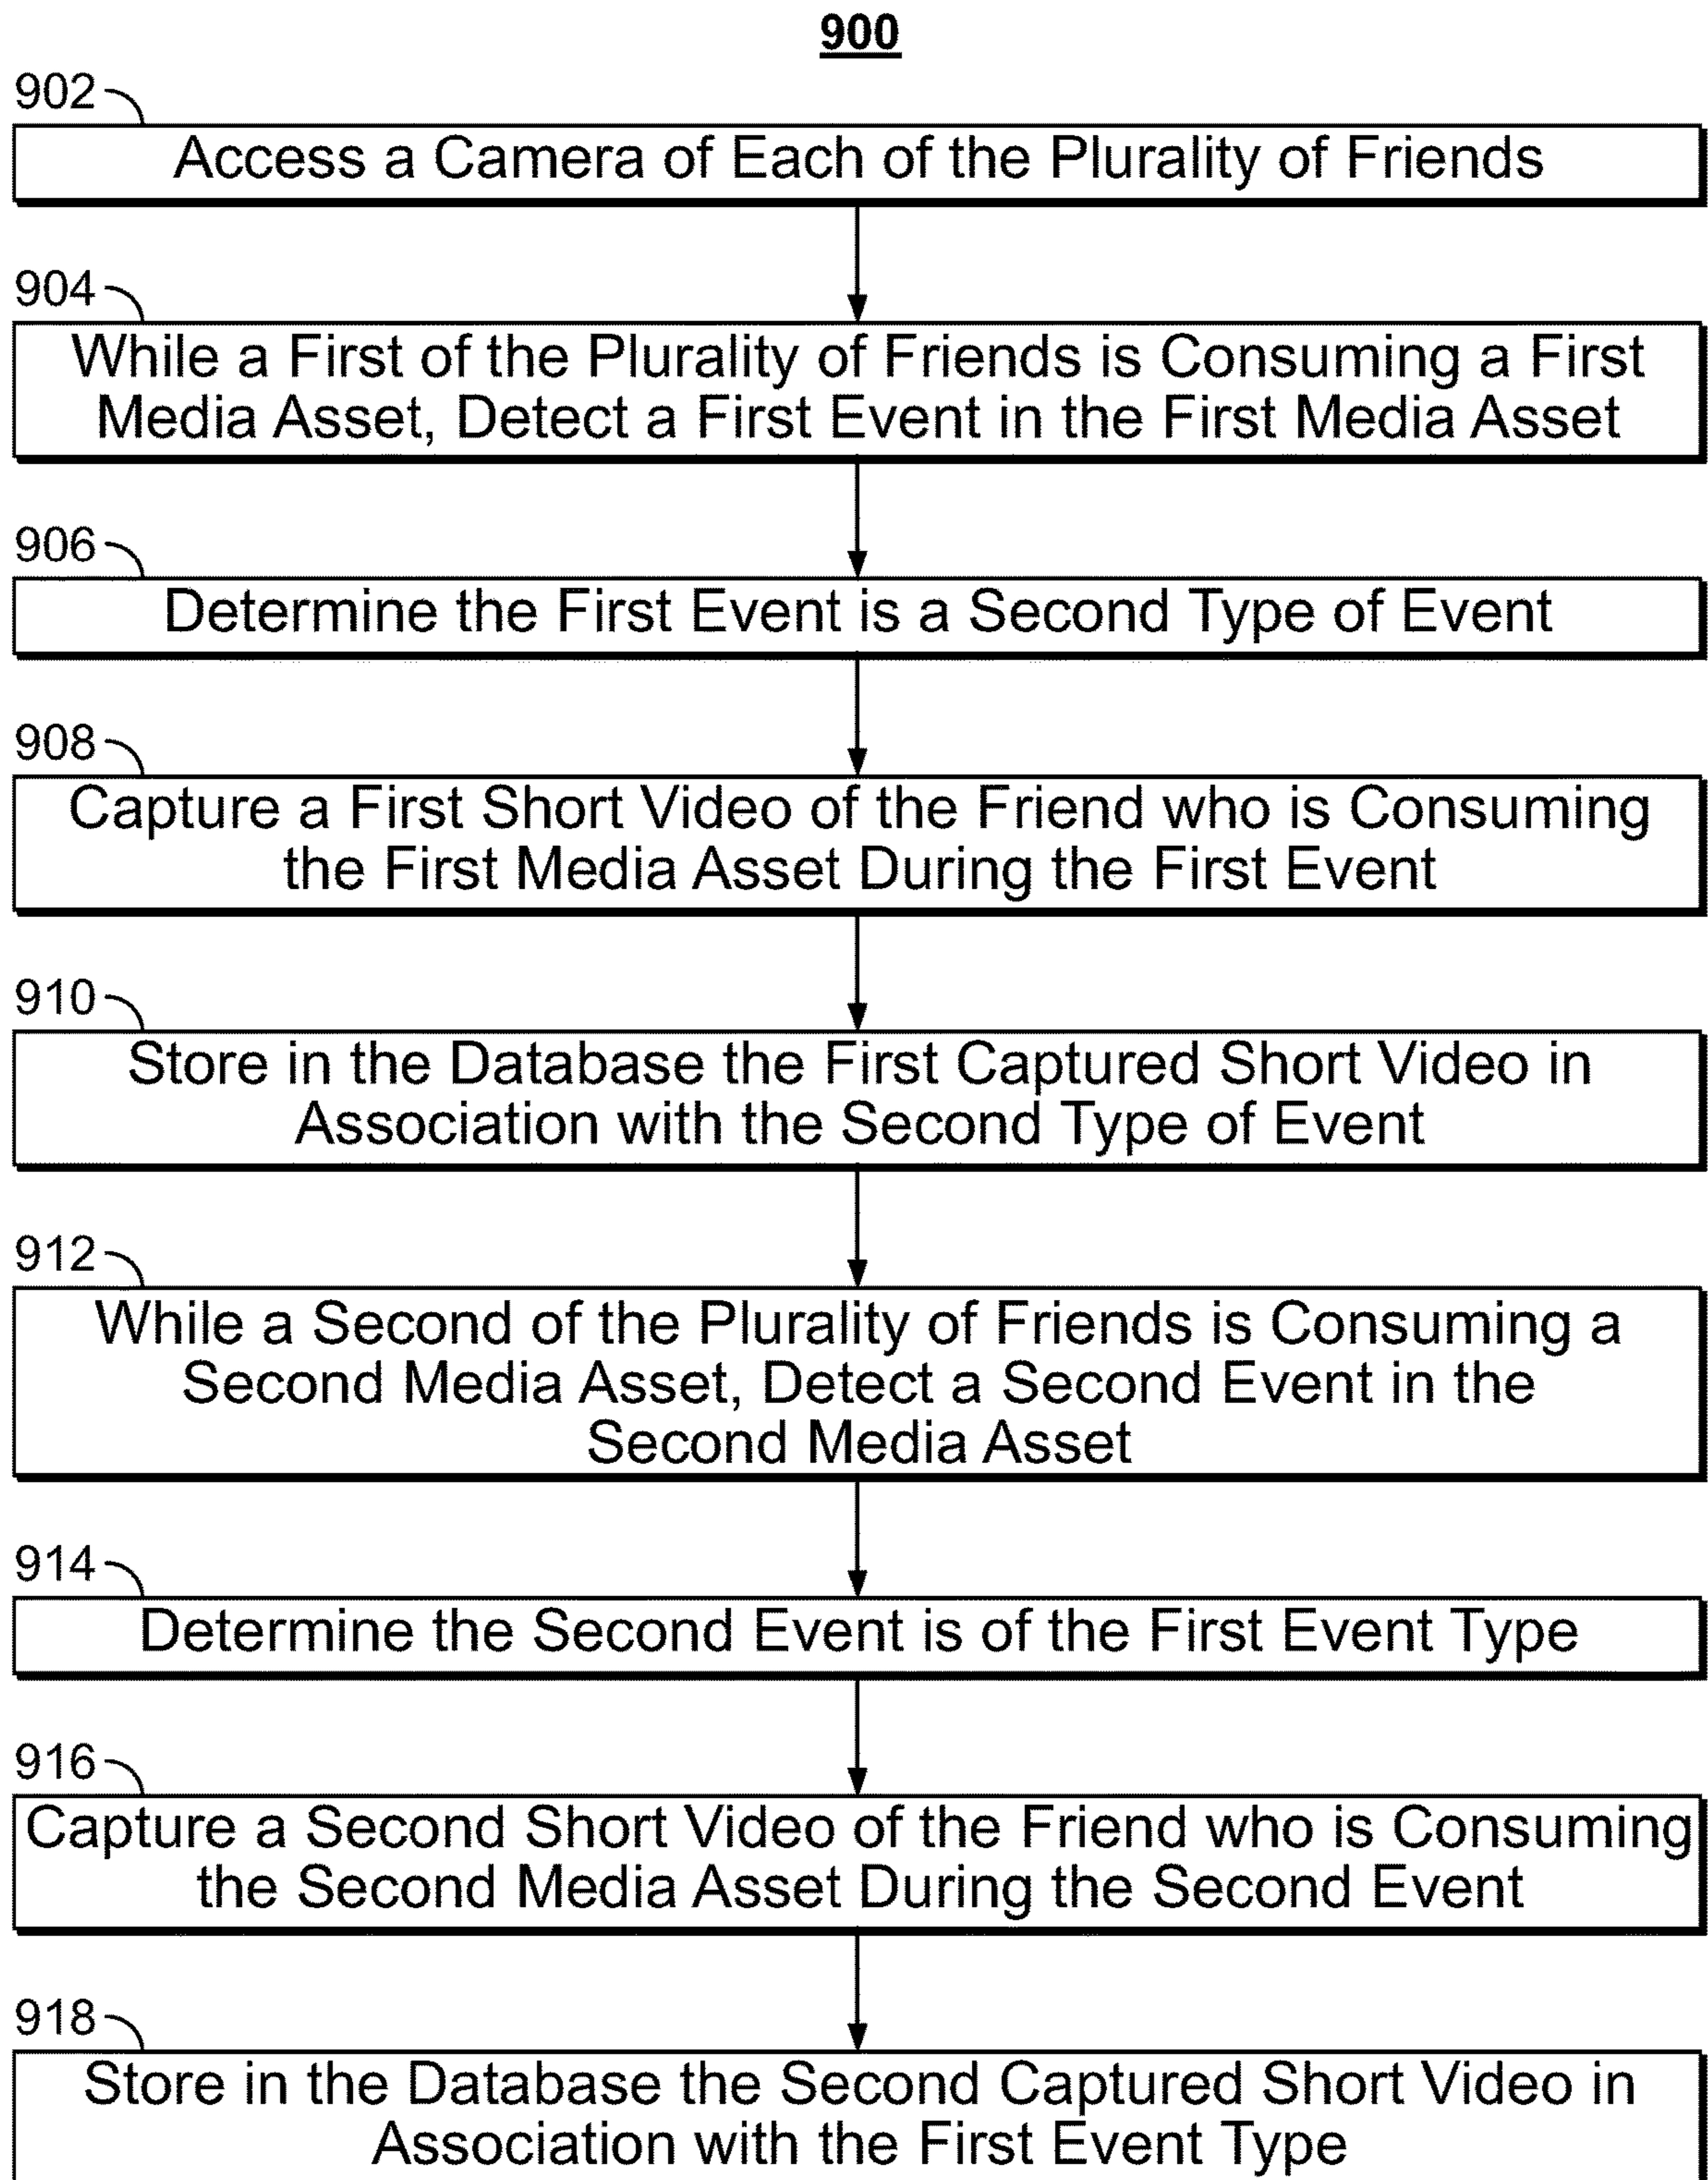 900
902
Access a Camera of Each of the Plurality of Friends
904
While a First of the Plurality of Friends is Consuming a First
Media Asset, Detect a First Event in the First Media Asset
906
Determine the First Event is a Second Type of Event
908
Capture a First Short Video of the Friend who is Consuming
the First Media Asset During the First Event
910
Store in the Database the First Captured Short Video in
Association with the Second Type of Event
912
While a Second of the Plurality of Friends is Consuming a
Second Media Asset, Detect a Second Event in the
Second Media Asset
914
Determine the Second Event is of the First Event Type
916
Capture a Second Short Video of the Friend who is Consuming
the Second Media Asset During the Second Event
918
Store in the Database the Second Captured Short Video in
Association with the First Event Type